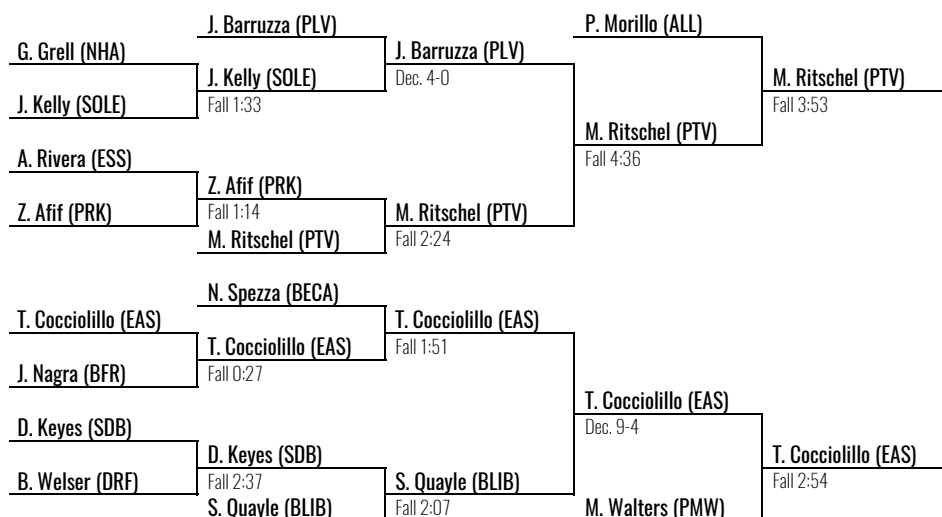 J. Barruzza (PLV)
P. Morillo (ALL)
G. Grell (NHA)
J. Barruzza (PLV)
J. Kelly (SOLE)
Dec. 4-0
M. Ritschel (PTV)
J. Kelly (SOLE)
Fall 1:33
Fall 3:53
M. Ritschel (PTV)
A. Rivera (ESS)
Fall 4:36
Z. Afif (PRK)
Z. Afif (PRK)
Fall 1:14
M. Ritschel (PTV)
M. Ritschel (PTV)
Fall 2:24
N. Spezza (BECA)
T. Cocciolillo (EAS)
T. Cocciolillo (EAS)
T. Cocciolillo (EAS)
Fall 1:51
J. Nagra (BFR)
Fall 0:27
T. Cocciolillo (EAS)
D. Keyes (SDB)
Dec. 9-4
D. Keyes (SDB)
T. Cocciolillo (EAS)
B. Welser (DRF)
Fall 2:37
S. Quayle (BLIB)
Fall 2:54
S. Quayle (BLIB)
Fall 2:07
M. Walters (PMW)